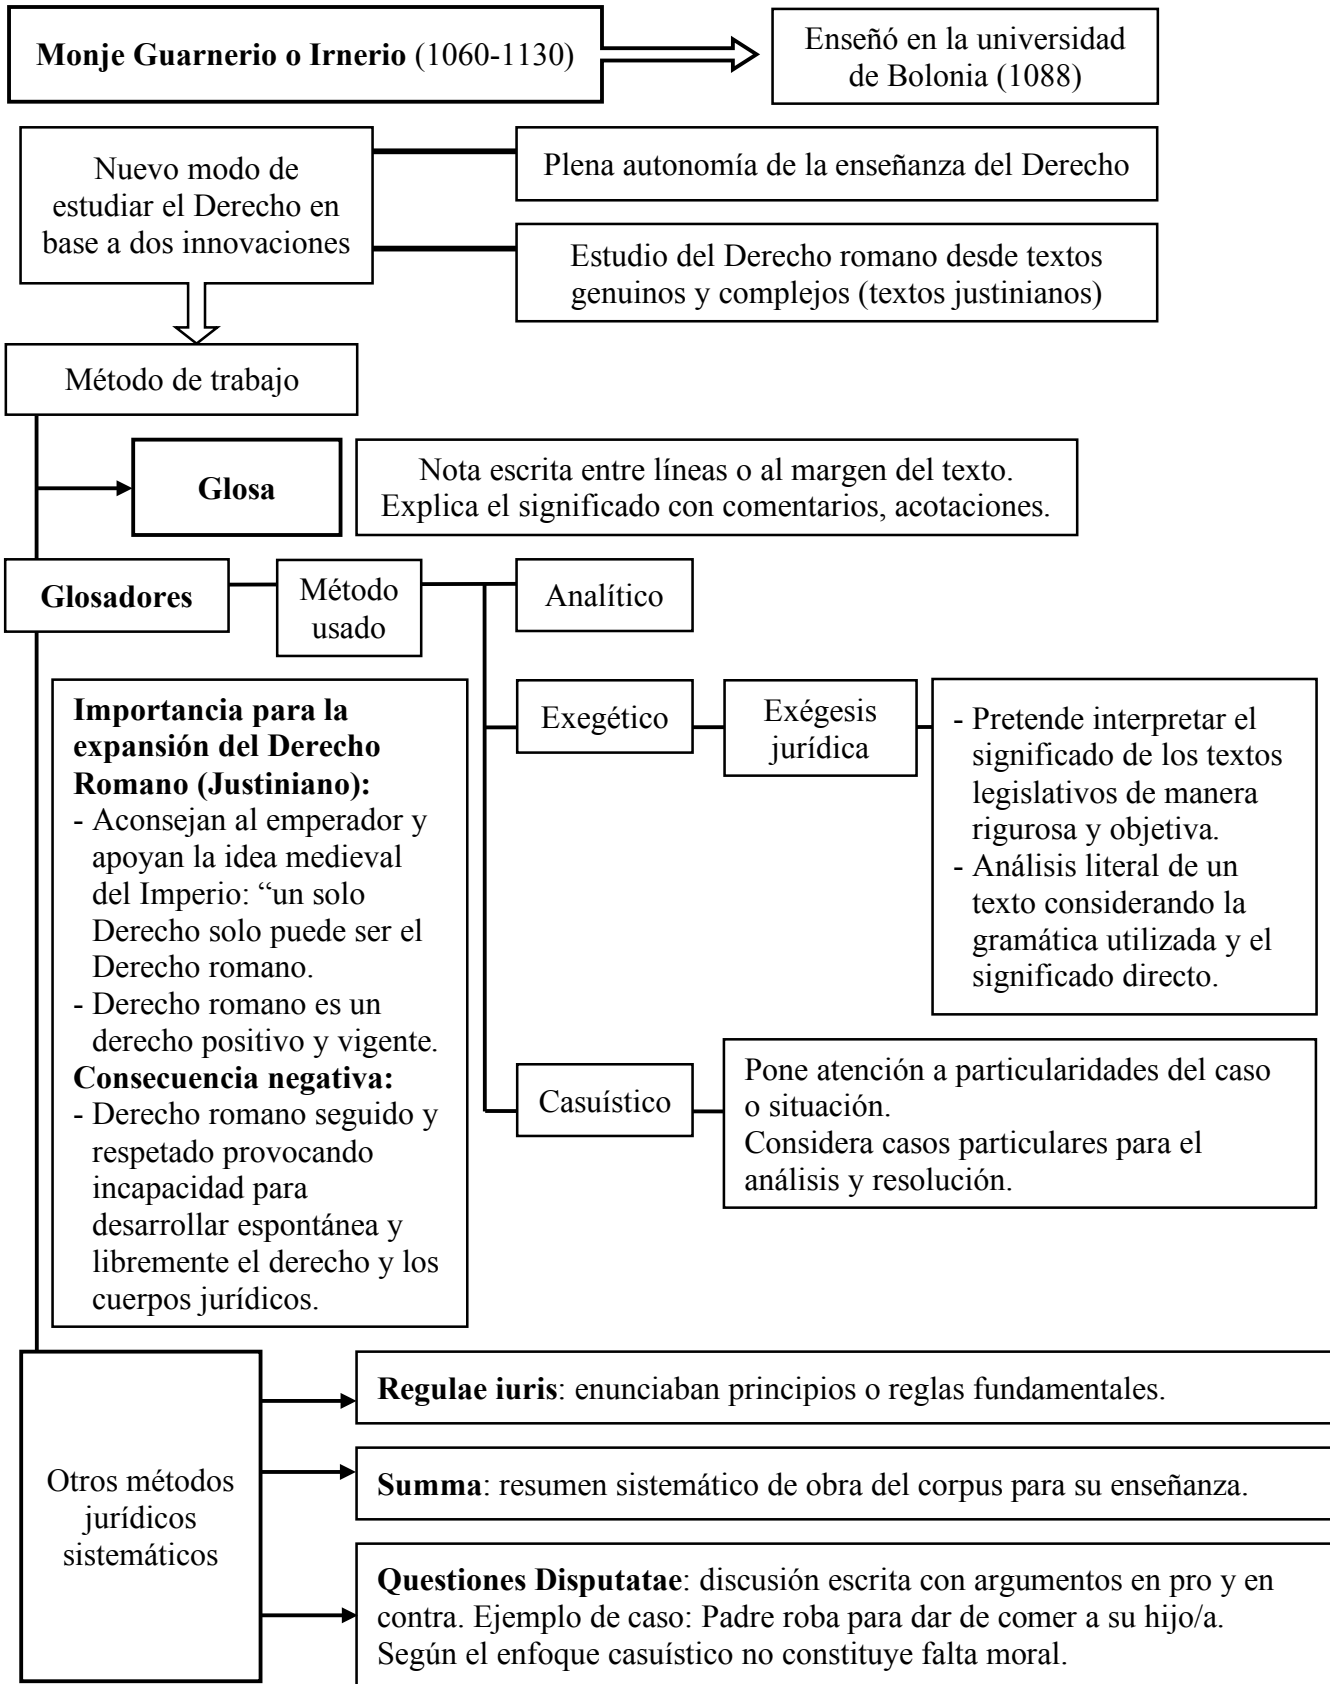 Monje Guarnerio o Irnerio (1060-1130)
Enseñó en la universidad
de Bolonia (1088)
Nuevo modo de
estudiar el Derecho en
base a dos innovaciones
Plena autonomía de la enseñanza del Derecho
Estudio del Derecho romano desde textos
genuinos y complejos (textos justinianos)
Método de trabajo
Glosa
Nota escrita entre líneas o al margen del texto.
Explica el significado con comentarios, acotaciones.
Glosadores
Método
usado
Analítico
Exegético
Exégesis
jurídica
- Pretende interpretar el
significado de los textos
legislativos de manera
rigurosa y objetiva.
- Análisis literal de un
texto considerando la
gramática utilizada y el
significado directo.
Casuístico
Pone atención a particularidades del caso
o situación.
Considera casos particulares para el
análisis y resolución.
Importancia para la
expansión del Derecho
Romano (Justiniano):
- Aconsejan al emperador y
apoyan la idea medieval
del Imperio: “un solo
Derecho solo puede ser el
Derecho romano.
- Derecho romano es un
derecho positivo y vigente.
Consecuencia negativa:
- Derecho romano seguido y
respetado provocando
incapacidad para
desarrollar espontánea y
libremente el derecho y los
cuerpos jurídicos.
Otros métodos
jurídicos
sistemáticos
Regulae iuris: enunciaban principios o reglas fundamentales.
Summa: resumen sistemático de obra del corpus para su enseñanza.
Questiones Disputatae: discusión escrita con argumentos en pro y en
contra. Ejemplo de caso: Padre roba para dar de comer a su hijo/a.
Según el enfoque casuístico no constituye falta moral.